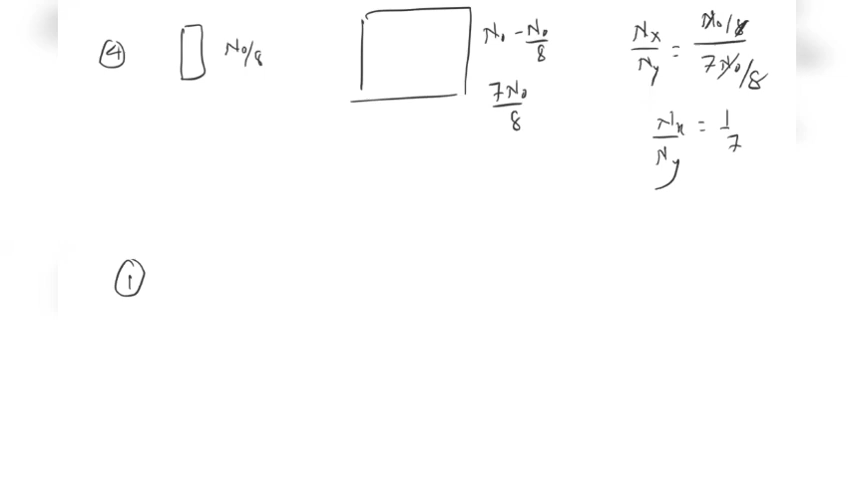 ④ N₀/8 N₀ - N₀/8 Nx/Ny = N₀/8 / 7N₀/8
7N₀/8
Nx/Ny = 1/7
①